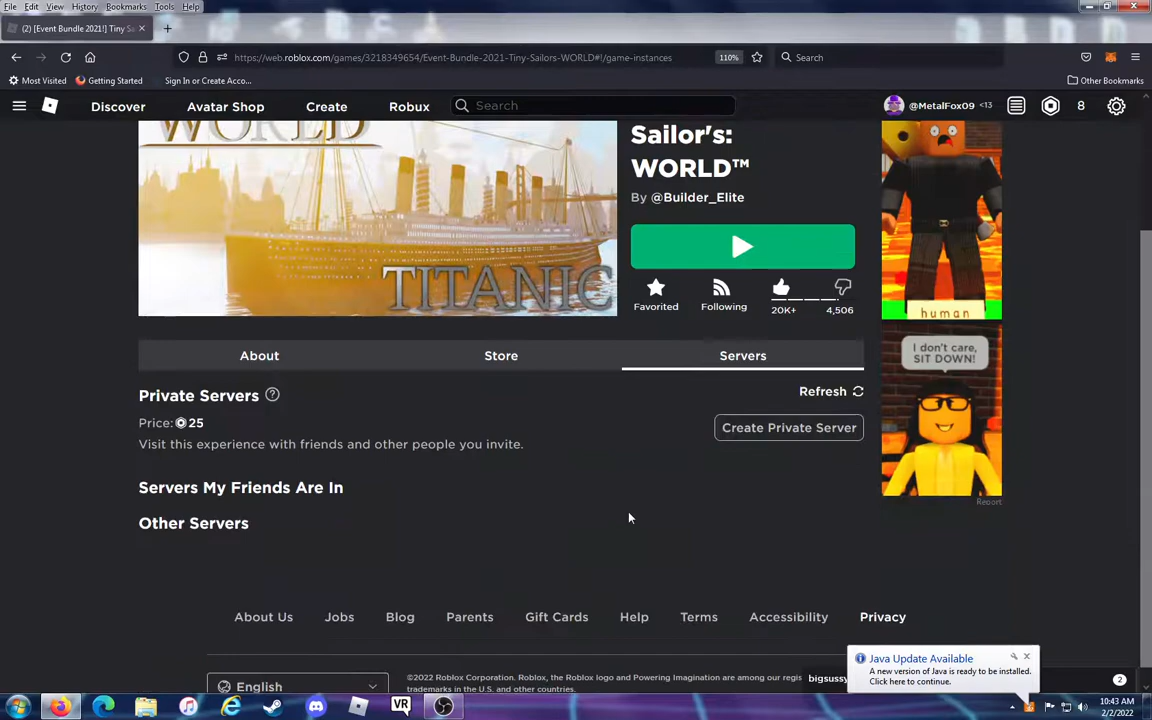 File Edit View History Bookmarks Tools Help
(2) [Event Bundle 2021!] Tiny Sa
https://web.roblox.com/games/3218349654/Event-Bundle-2021-Tiny-Sailors-WORLD#!/game-instances
110%
Search
Most Visited
Getting Started
Sign In or Create Acco...
Other Bookmarks
Discover
Avatar Shop
Create
Robux
Search
@MetalFox09 <13
8
WORLD
TITANIC
Sailor's:
WORLD™
By @Builder_Elite
Favorited
Following
20K+
4,506
human
I don't care,
SIT DOWN!
Report
About
Store
Servers
Private Servers
Refresh
Price: 25
Create Private Server
Visit this experience with friends and other people you invite.
Servers My Friends Are In
Other Servers
About Us
Jobs
Blog
Parents
Gift Cards
Help
Terms
Accessibility
Privacy
English
©2022 Roblox Corporation. Roblox, the Roblox logo and Powering Imagination are among our regis
trademarks in the U.S. and other countries.
bigsussy
2
Java Update Available
A new version of Java is ready to be installed.
Click here to continue.
VR
10:43 AM
2/2/2022